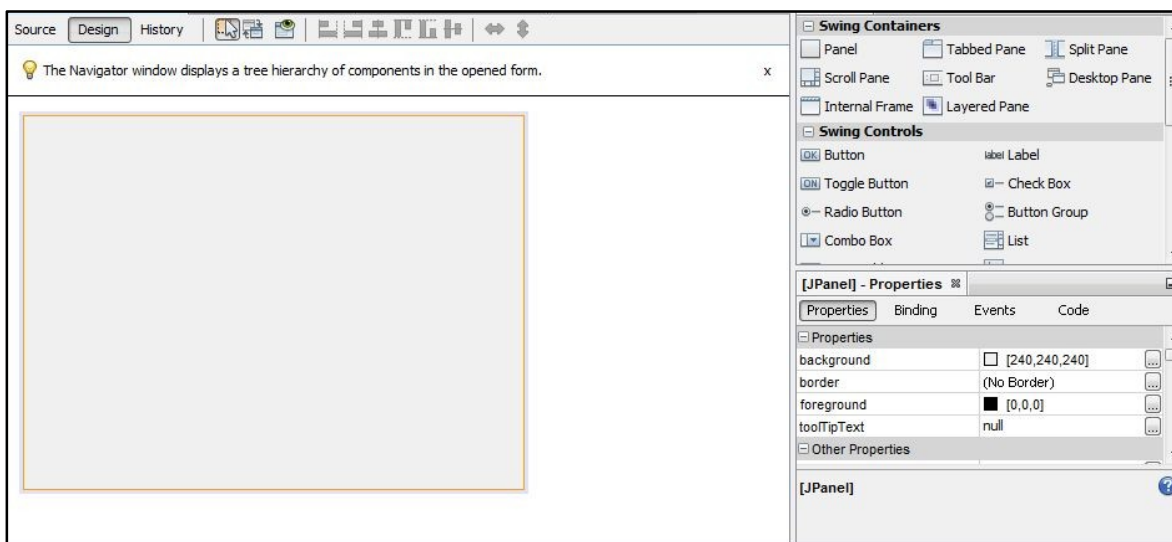 Source Design History
The Navigator window displays a tree hierarchy of components in the opened form. x
Swing Containers
Panel Tabbed Pane Split Pane
Scroll Pane Tool Bar Desktop Pane
Internal Frame Layered Pane
Swing Controls
OK Button label Label
ON Toggle Button Check Box
Radio Button Button Group
Combo Box List
[JPanel] - Properties
Properties Binding Events Code
Properties
background [240,240,240] ...
border (No Border) ...
foreground [0,0,0] ...
toolTipText null ...
Other Properties
[JPanel] ?